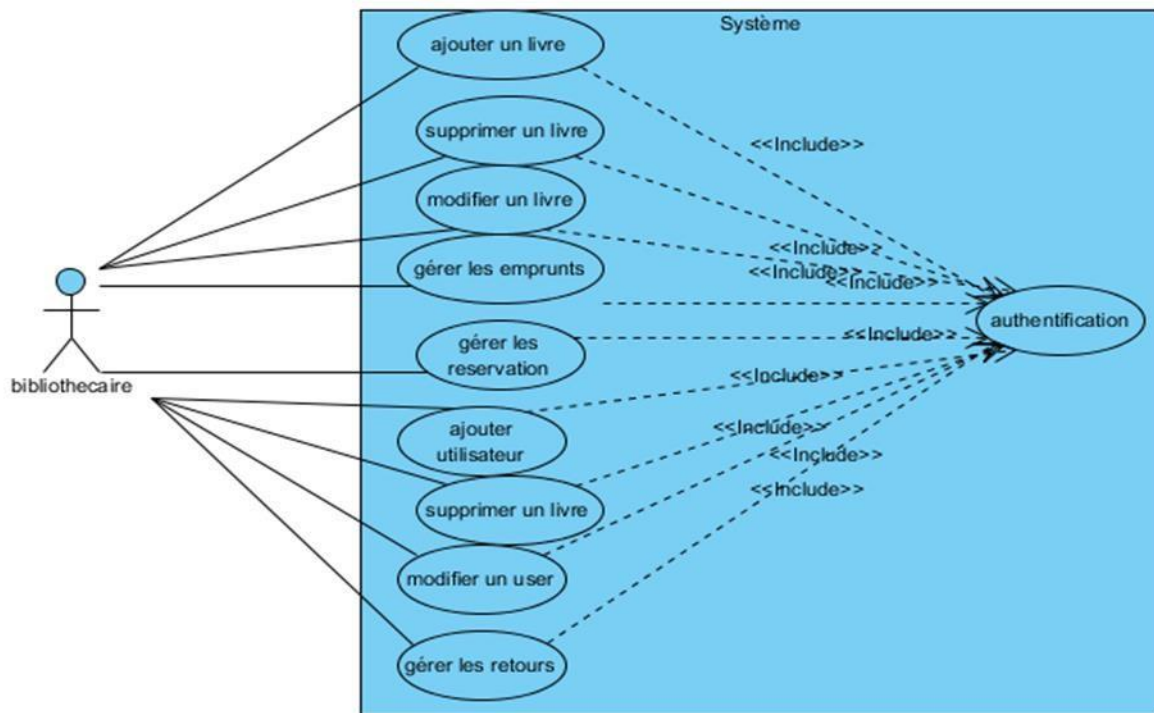 Système
ajouter un livre
<<Include>>
supprimer un livre
modifier un livre
<<Include>>
gérer les emprunts
<<Include>>
<<Include>>
authentification
gérer les
reservation
<<Include>>
bibliothecaire
<<Include>>
ajouter
utilisateur
<<Include>>
<<Include>>
supprimer un livre
<<Include>>
modifier un user
gérer les retours